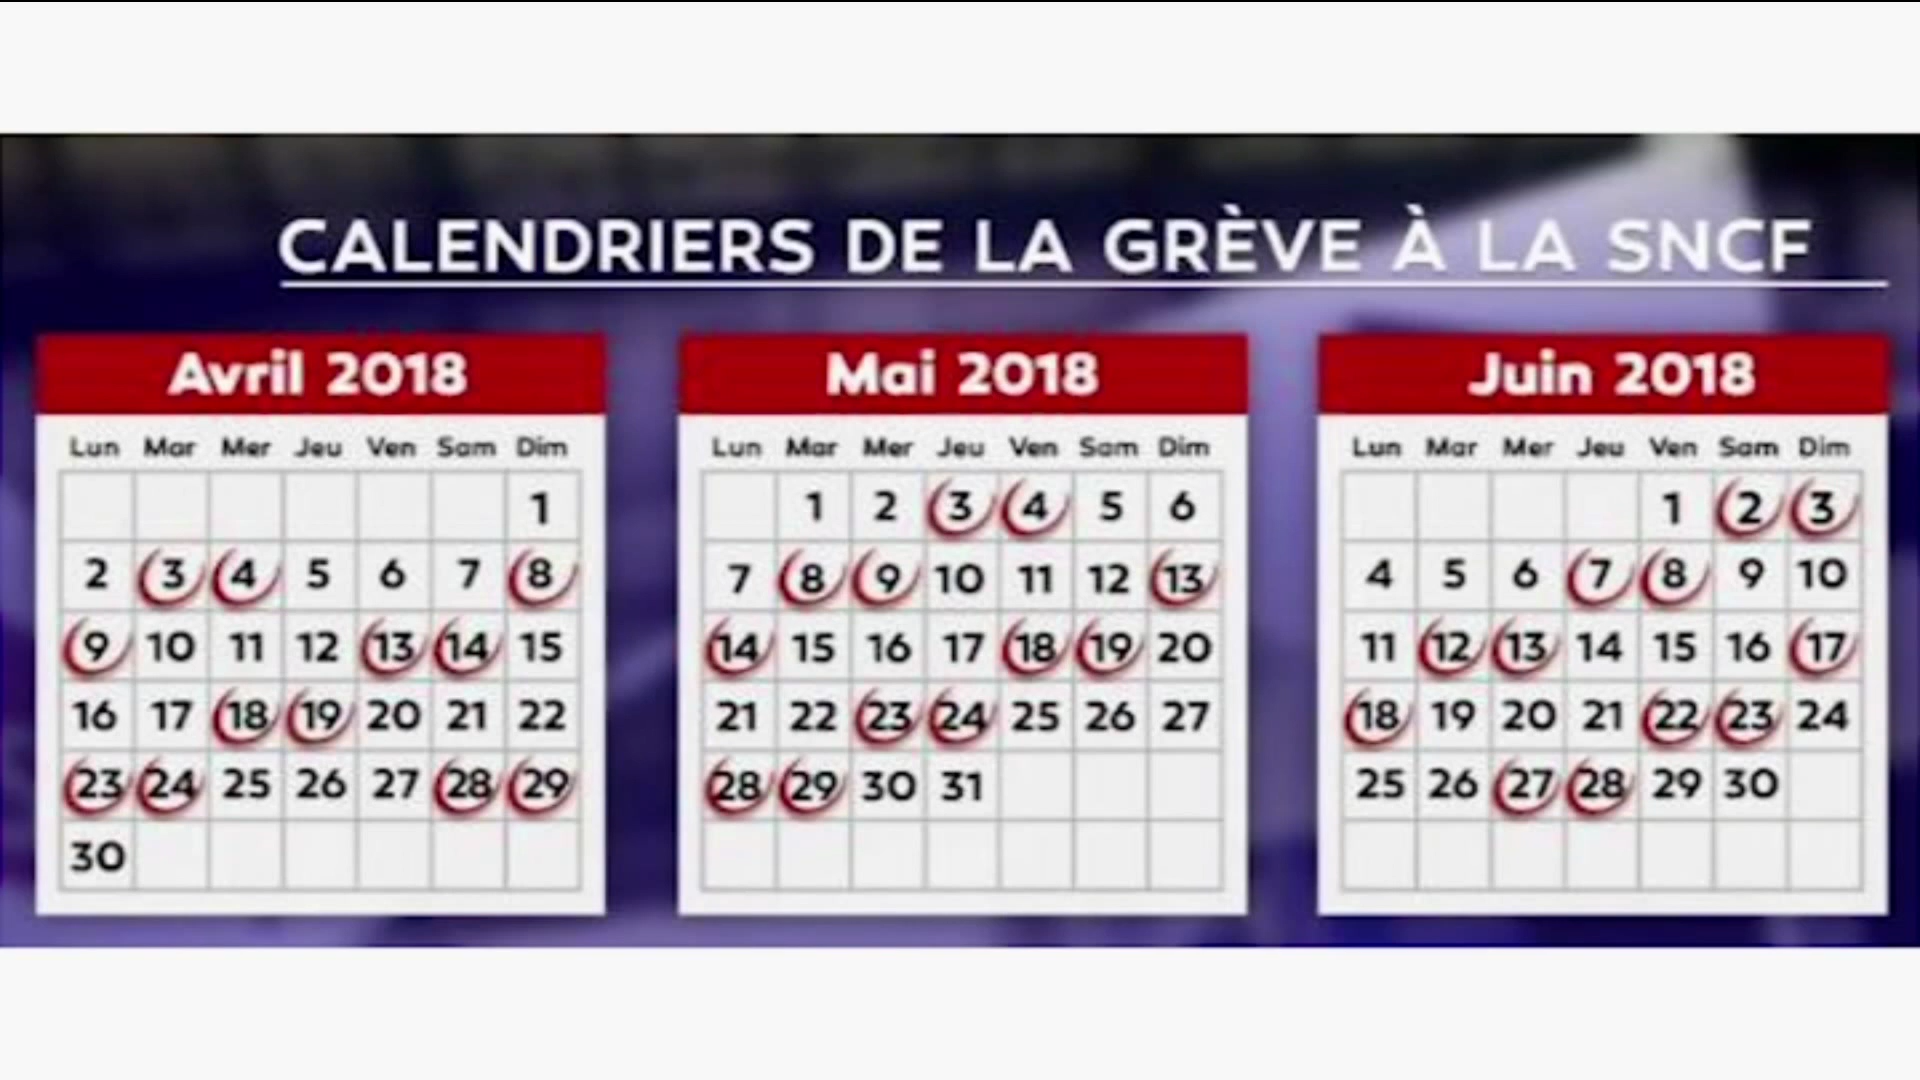 CALENDRIERS DE LA GRÈVE À LA SNCF
Avril 2018
Lun Mar Mer Jeu Ven Sam Dim
1
2 3 4 5 6 7 8
9 10 11 12 13 14 15
16 17 18 19 20 21 22
23 24 25 26 27 28 29
30
Mai 2018
Lun Mar Mer Jeu Ven Sam Dim
1 2 3 4 5 6
7 8 9 10 11 12 13
14 15 16 17 18 19 20
21 22 23 24 25 26 27
28 29 30 31
Juin 2018
Lun Mar Mer Jeu Ven Sam Dim
1 2 3
4 5 6 7 8 9 10
11 12 13 14 15 16 17
18 19 20 21 22 23 24
25 26 27 28 29 30